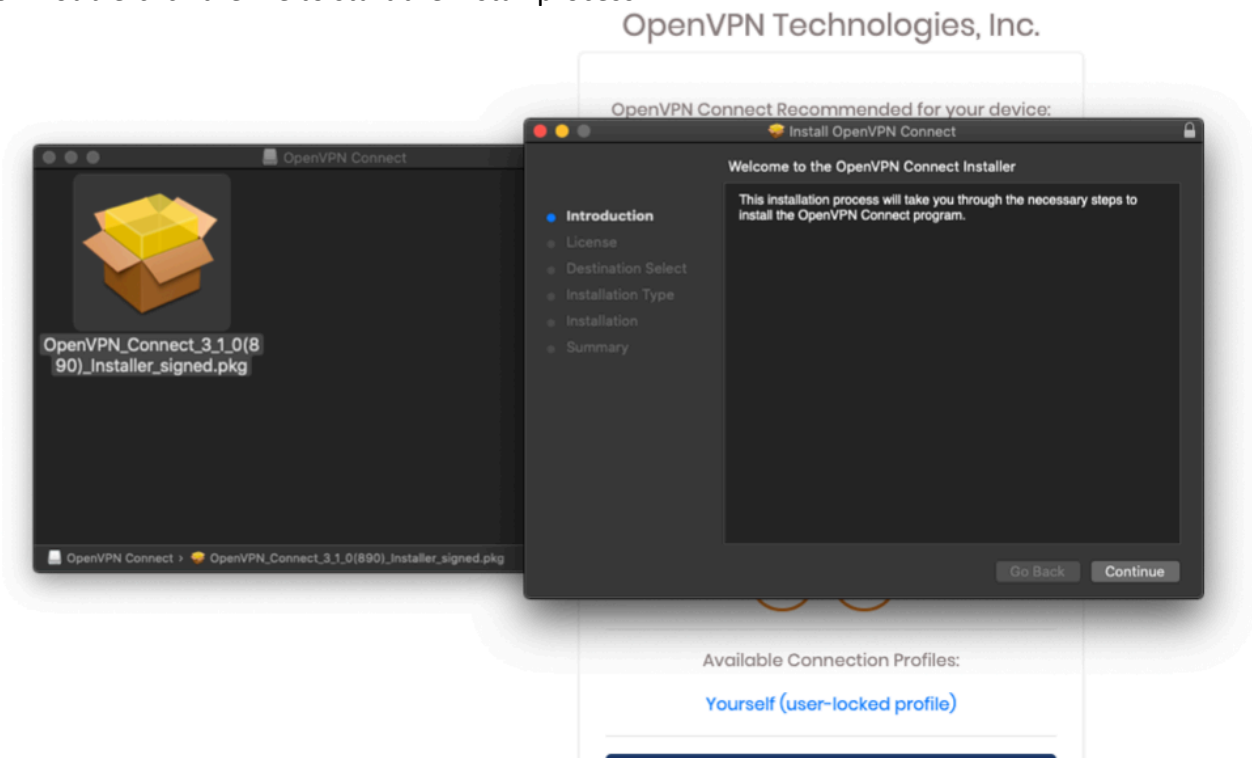 OpenVPN Technologies, Inc.
OpenVPN Connect Recommended for your device:
OpenVPN Connect
OpenVPN_Connect_3_1_0(8
90)_Installer_signed.pkg
OpenVPN Connect › OpenVPN_Connect_3_1_0(890)_Installer_signed.pkg
Install OpenVPN Connect
Welcome to the OpenVPN Connect Installer
Introduction
License
Destination Select
Installation Type
Installation
Summary
This installation process will take you through the necessary steps to
install the OpenVPN Connect program.
Go Back
Continue
Available Connection Profiles:
Yourself (user-locked profile)